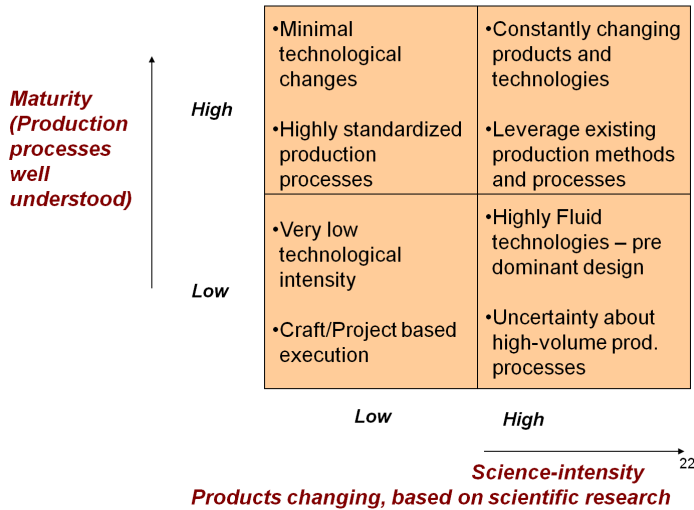 •Minimal
technological
changes
•Highly standardized
production
processes
•Constantly changing
products and
technologies
•Leverage existing
production methods
and processes
Maturity
(Production
processes
well
understood)
High
•Very low
technological
intensity
•Craft/Project based
execution
•Highly Fluid
technologies – pre
dominant design
•Uncertainty about
high-volume prod.
processes
Low
Low
High
Science-intensity
22
Products changing, based on scientific research